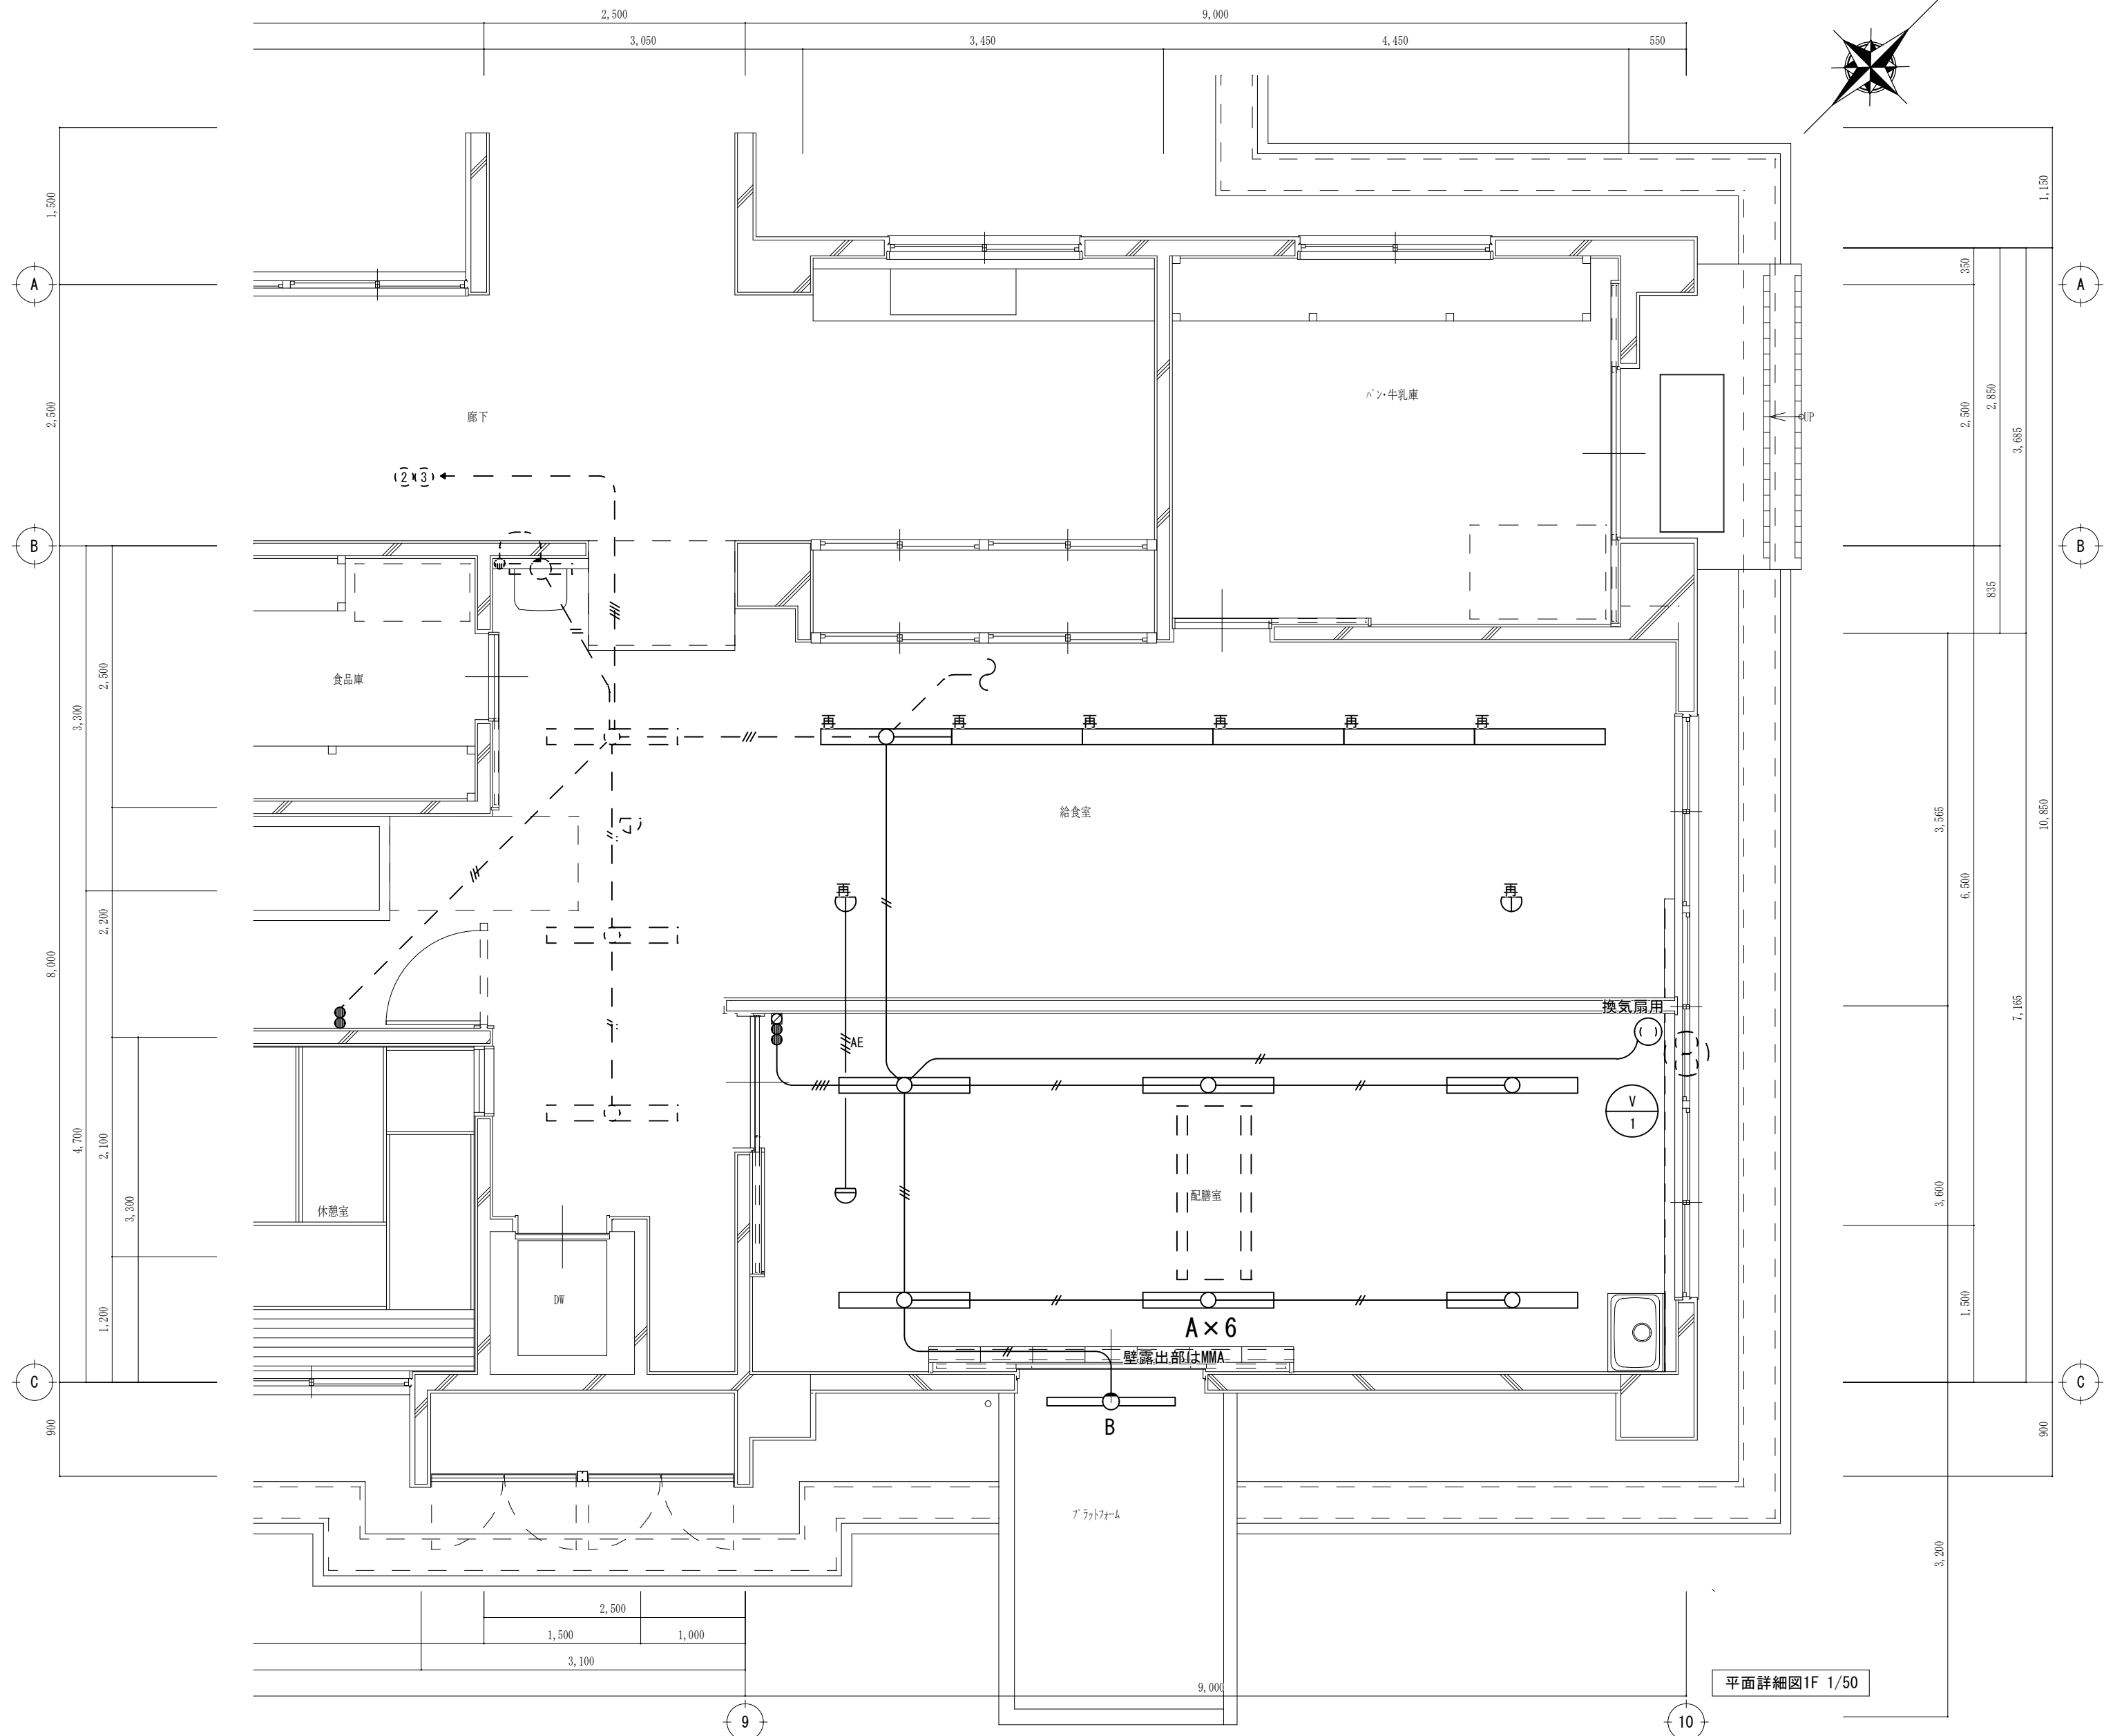 2,500
9,000
3,050
3,450
4,450
550
1,500
1,150
A
350
A
廊下
パン・牛乳庫
2,500
2,500
2,850
3,685
UP
2
3
B
B
835
食品庫
2,500
3,300
再
再
再
再
再
再
給食室
3,565
10,850
再
再
6,500
2,200
8,000
換気扇用
7,165
AE
V
1
4,700
2,100
3,300
休憩室
配膳室
3,600
DW
1,200
1,500
A×6
壁露出部はMMA
C
C
900
B
900
プラットフォーム
3,200
2,500
1,500
1,000
3,100
9,000
平面詳細図1F 1/50
9
10